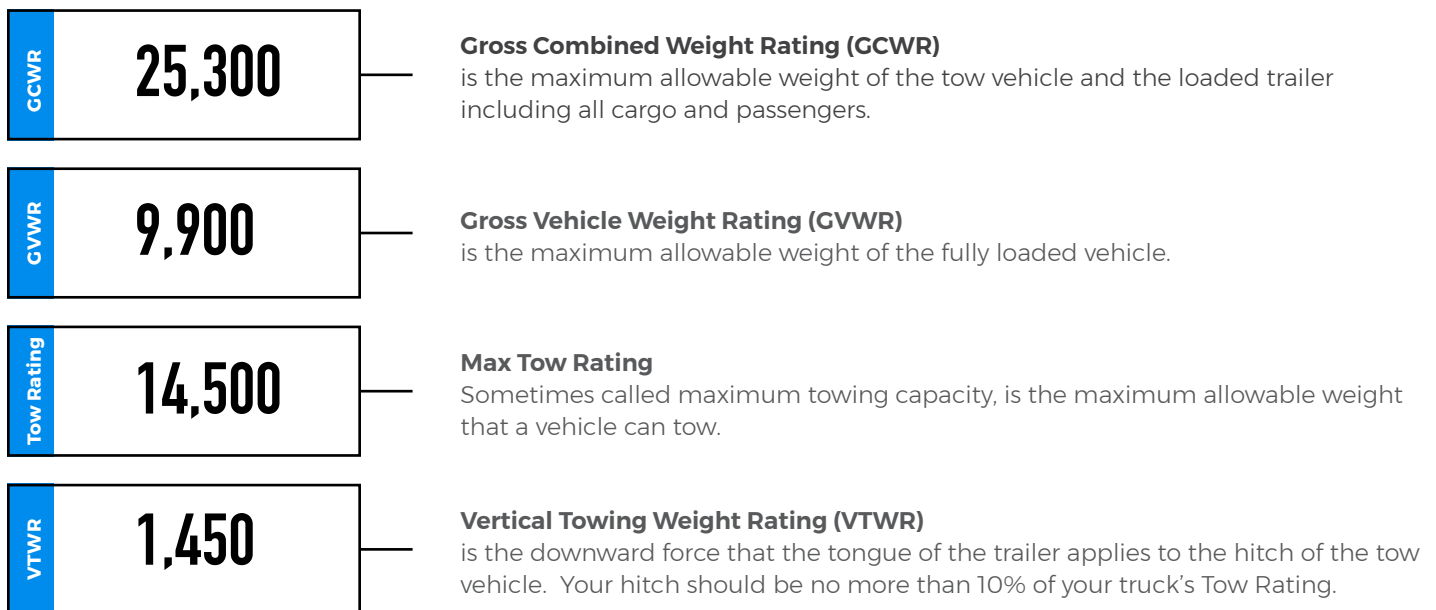 GCWR
25,300
Gross Combined Weight Rating (GCWR)
is the maximum allowable weight of the tow vehicle and the loaded trailer
including all cargo and passengers.
GVWR
9,900
Gross Vehicle Weight Rating (GVWR)
is the maximum allowable weight of the fully loaded vehicle.
Tow Rating
14,500
Max Tow Rating
Sometimes called maximum towing capacity, is the maximum allowable weight
that a vehicle can tow.
VTWR
1,450
Vertical Towing Weight Rating (VTWR)
is the downward force that the tongue of the trailer applies to the hitch of the tow
vehicle.  Your hitch should be no more than 10% of your truck's Tow Rating.